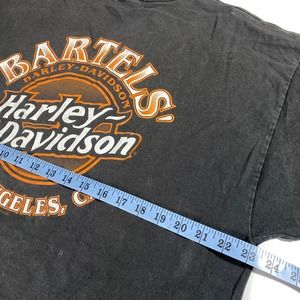 BARTELS'
HARLEY-DAVIDSON
Harley-
Davidson
10 11 12 13 14 15 16 17 18 19 20 21 22 23 24
GELES, C